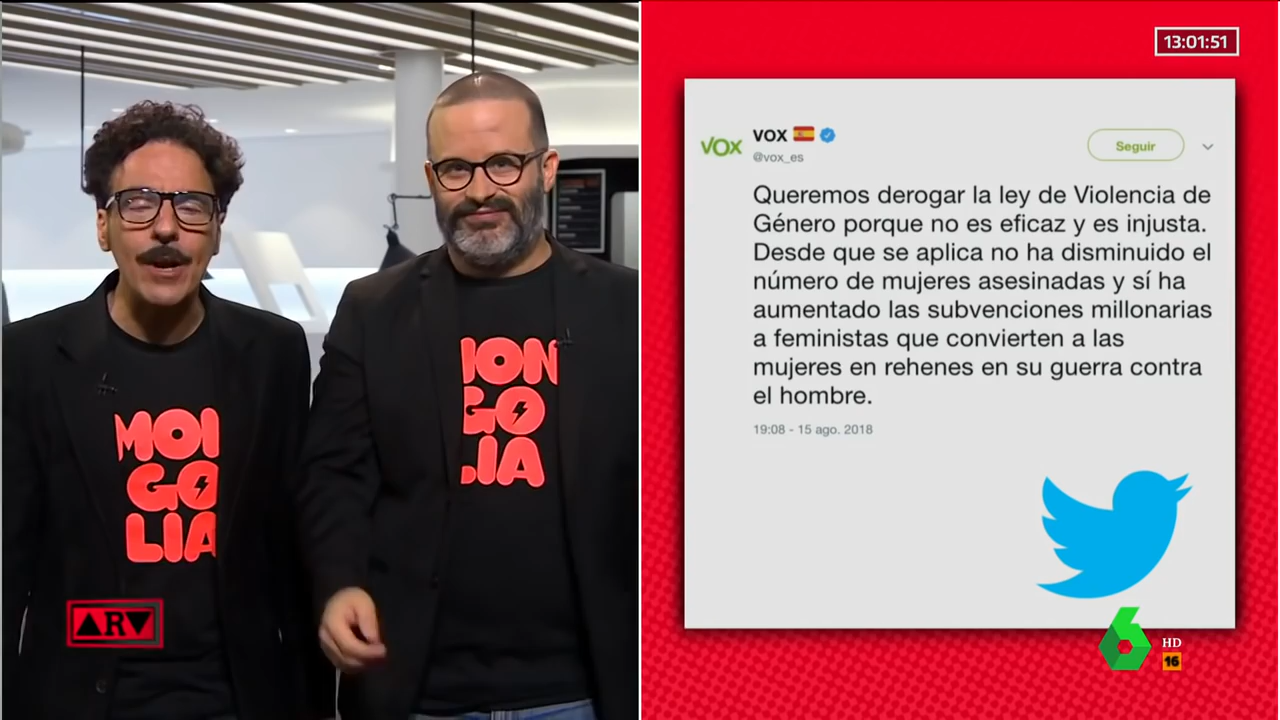 MON
GO
LIA
ION
GO
LIA
ARV
13:01:51
VOX
VOX
@vox_es
Seguir
Queremos derogar la ley de Violencia de
Género porque no es eficaz y es injusta.
Desde que se aplica no ha disminuido el
número de mujeres asesinadas y sí ha
aumentado las subvenciones millonarias
a feministas que convierten a las
mujeres en rehenes en su guerra contra
el hombre.
19:08 - 15 ago. 2018
6
HD
16